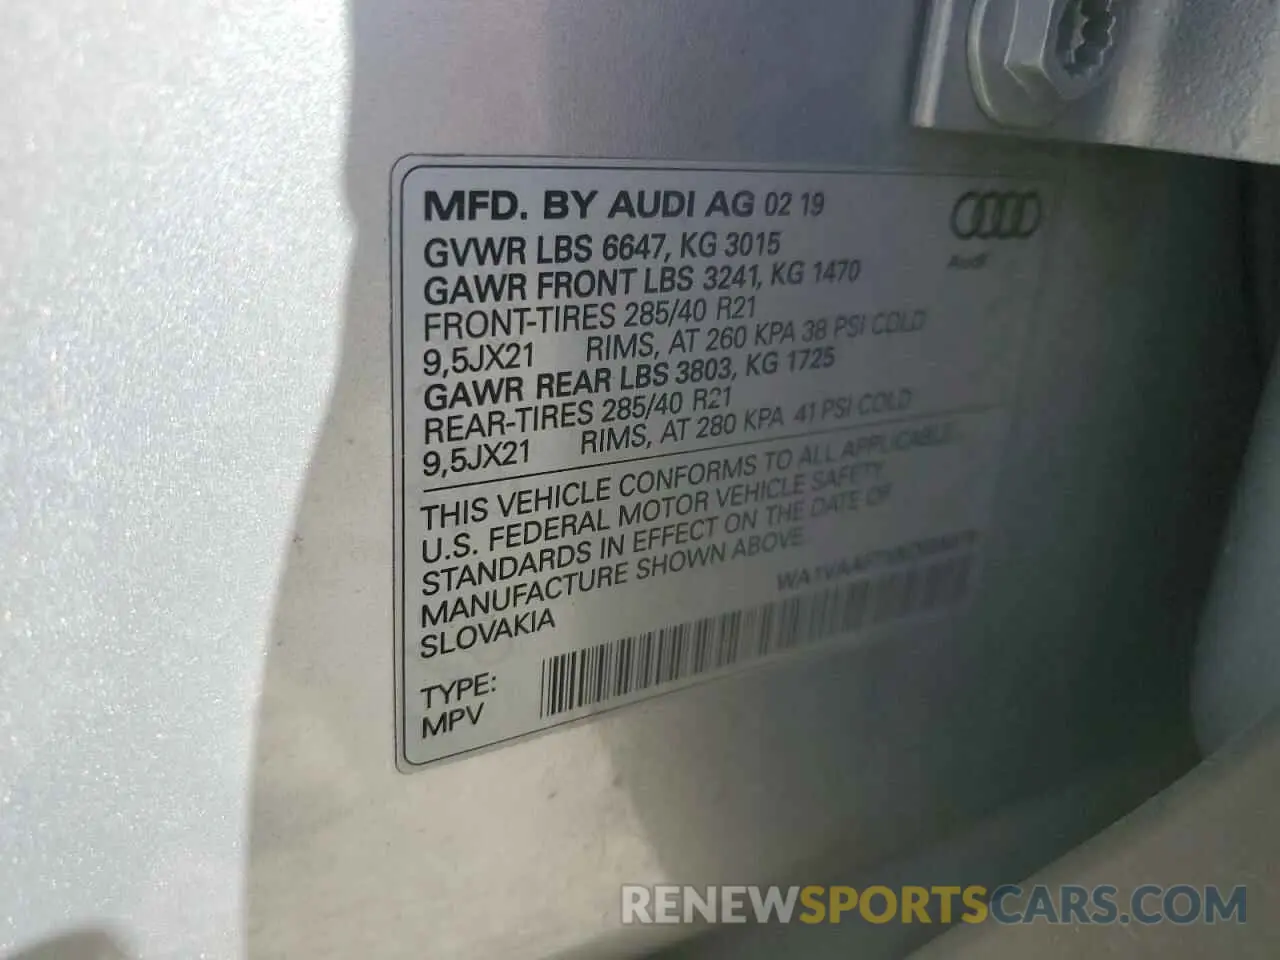 MFD. BY AUDI AG 02 19
GVWR LBS 6647, KG 3015
GAWR FRONT LBS 3241, KG 1470
FRONT-TIRES 285/40 R21
9,5JX21 RIMS, AT 260 KPA 38 PSI COLD
GAWR REAR LBS 3803, KG 1725
REAR-TIRES 285/40 R21
9,5JX21 RIMS, AT 280 KPA 41 PSI COLD
THIS VEHICLE CONFORMS TO ALL APPLICABLE
U.S. FEDERAL MOTOR VEHICLE SAFETY
STANDARDS IN EFFECT ON THE DATE OF
MANUFACTURE SHOWN ABOVE
SLOVAKIA
TYPE:
MPV
Audi
RENEWSPORTSCARS.COM